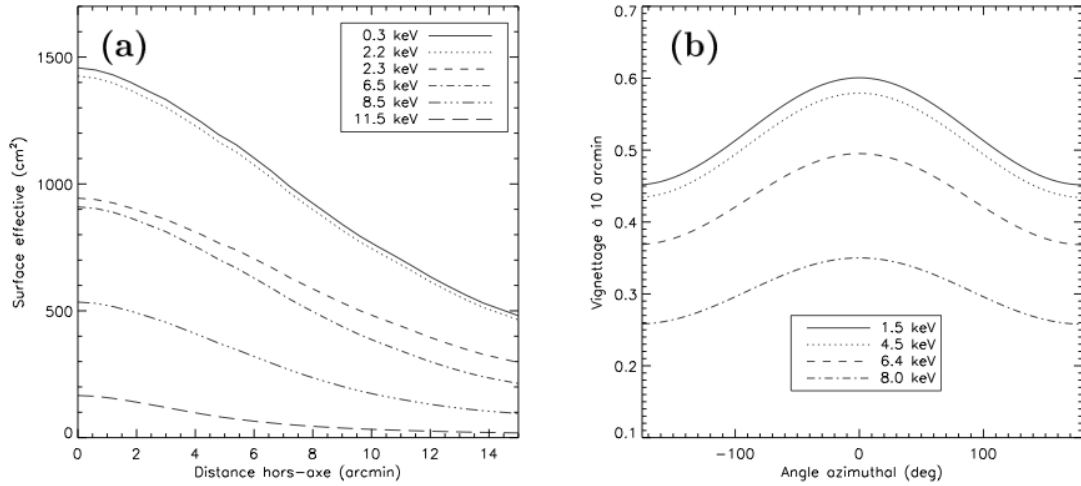 (a)
0.3 keV
2.2 keV
2.3 keV
6.5 keV
8.5 keV
11.5 keV
1500
1000
500
0
Surface effective (cm²)
0 2 4 6 8 10 12 14
Distance hors-axe (arcmin)
(b)
0.7
0.6
0.5
0.4
0.3
0.2
0.1
Vignettage à 10 arcmin
1.5 keV
4.5 keV
6.4 keV
8.0 keV
-100 0 100
Angle azimuthal (deg)